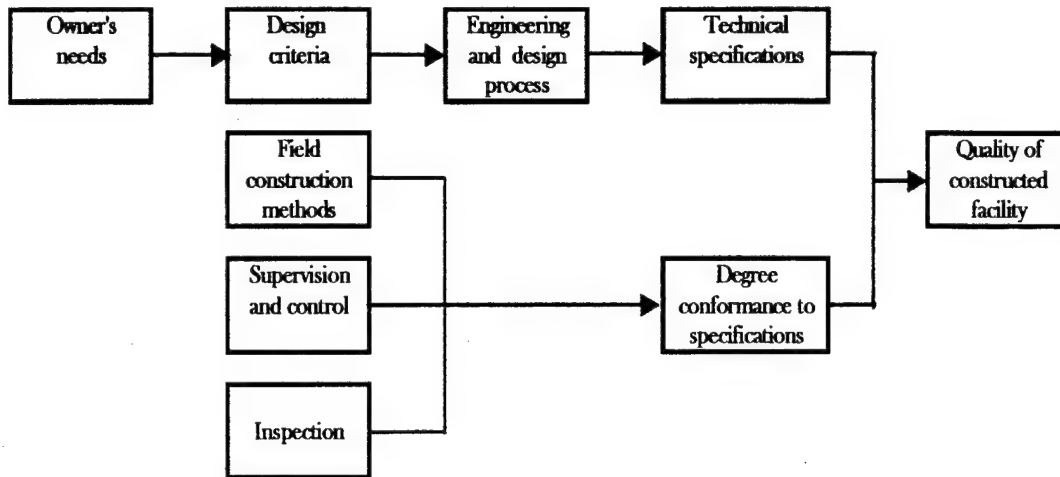 Owner's
needs
Design
criteria
Engineering
and design
process
Technical
specifications
Field
construction
methods
Quality of
constructed
facility
Supervision
and control
Degree
conformance to
specifications
Inspection